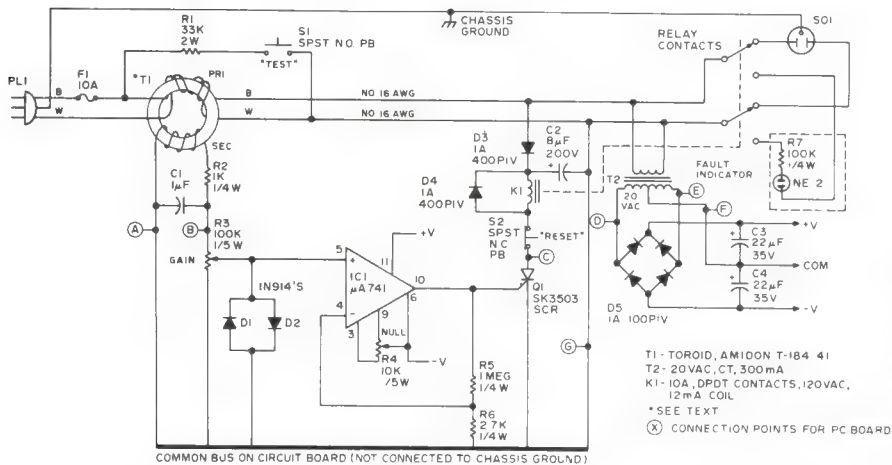 CHASSIS
GROUND
SO1
R1
33K
2W
S1
SPST NO PB
"TEST"
RELAY
CONTACTS
PL1
F1
10A
*T1
PRI
B
W
B
W
NO 16 AWG
NO 16 AWG
SEC
R2
1K
1/4W
C1
1µF
A
B
R3
100K
1/5W
GAIN
1N914'S
D1
D2
D3
1A
400PIV
C2
8µF
200V
+
D4
1A
400PIV
K1
S2
SPST
NC
PB
"RESET"
C
Q1
SK3503
SCR
T2
20
VAC
FAULT
INDICATOR
R7
100K
1/4W
NE 2
D
E
F
+V
+
C3
22µF
35V
COM
+
C4
22µF
35V
-V
D5
1A 100PIV
+V
5
+
11
IC1
µA741
10
4
-
9
6
3
NULL
R4
10K
/5W
-V
R5
1MEG
1/4W
R6
2.7K
1/4W
G
T1- TOROID, AMIDON T-184 41
T2- 20VAC, CT, 300mA
K1- 10A, DPDT CONTACTS, 120VAC,
12mA COIL
*SEE TEXT
X CONNECTION POINTS FOR PC BOARD
COMMON BUS ON CIRCUIT BOARD (NOT CONNECTED TO CHASSIS GROUND)